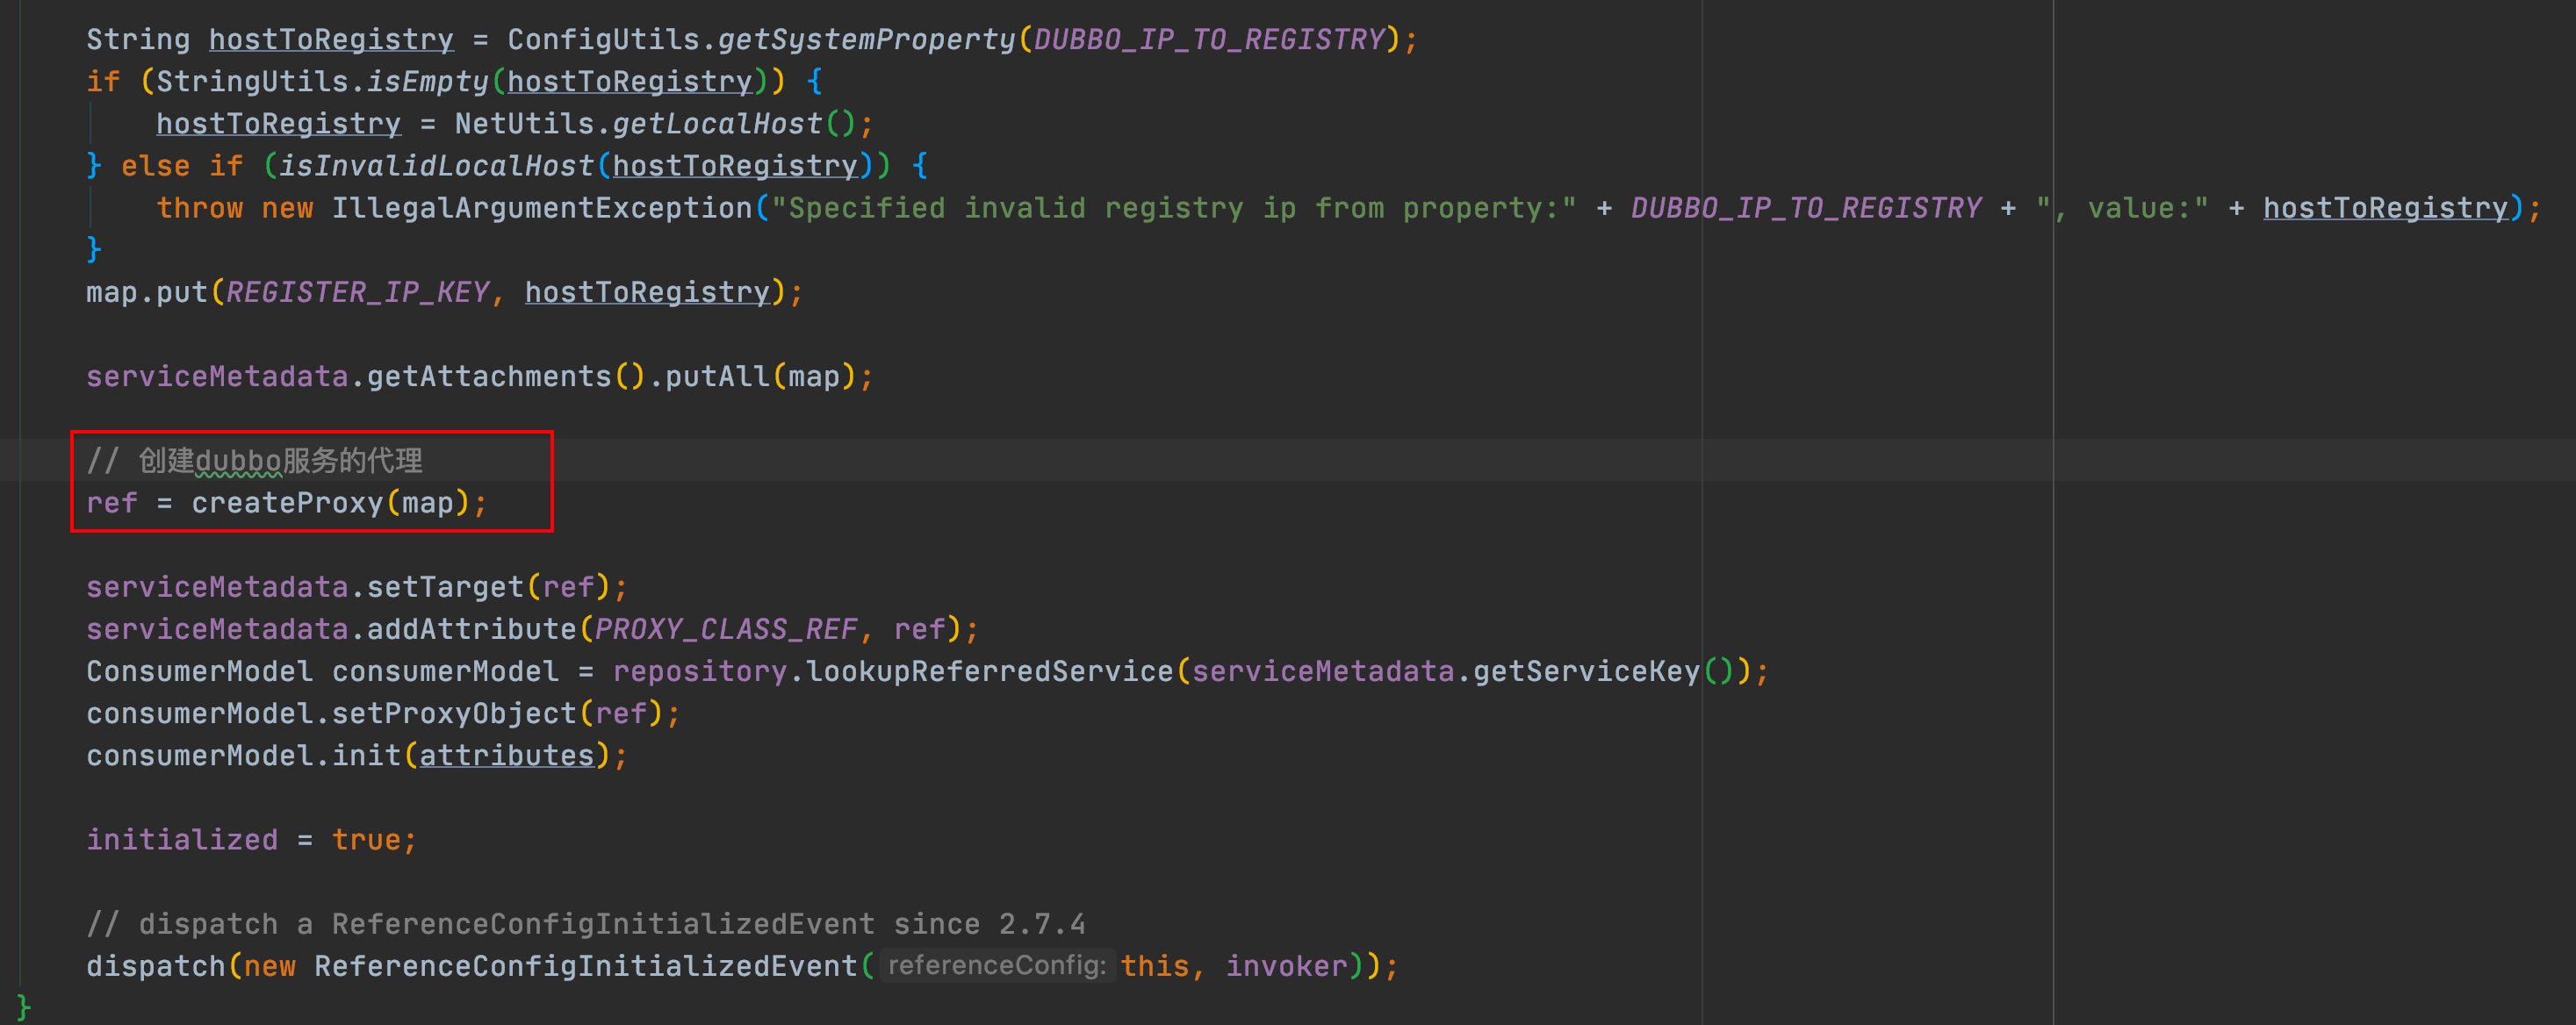 String hostToRegistry = ConfigUtils.getSystemProperty(DUBBO_IP_TO_REGISTRY);
if (StringUtils.isEmpty(hostToRegistry)) {
hostToRegistry = NetUtils.getLocalHost();
} else if (isInvalidLocalHost(hostToRegistry)) {
throw new IllegalArgumentException("Specified invalid registry ip from property:" + DUBBO_IP_TO_REGISTRY + ", value:" + hostToRegistry);
}
map.put(REGISTER_IP_KEY, hostToRegistry);
serviceMetadata.getAttachments().putAll(map);
// 创建dubbo服务的代理
ref = createProxy(map);
serviceMetadata.setTarget(ref);
serviceMetadata.addAttribute(PROXY_CLASS_REF, ref);
ConsumerModel consumerModel = repository.lookupReferredService(serviceMetadata.getServiceKey());
consumerModel.setProxyObject(ref);
consumerModel.init(attributes);
initialized = true;
// dispatch a ReferenceConfigInitializedEvent since 2.7.4
dispatch(new ReferenceConfigInitializedEvent( referenceConfig: this, invoker));
}